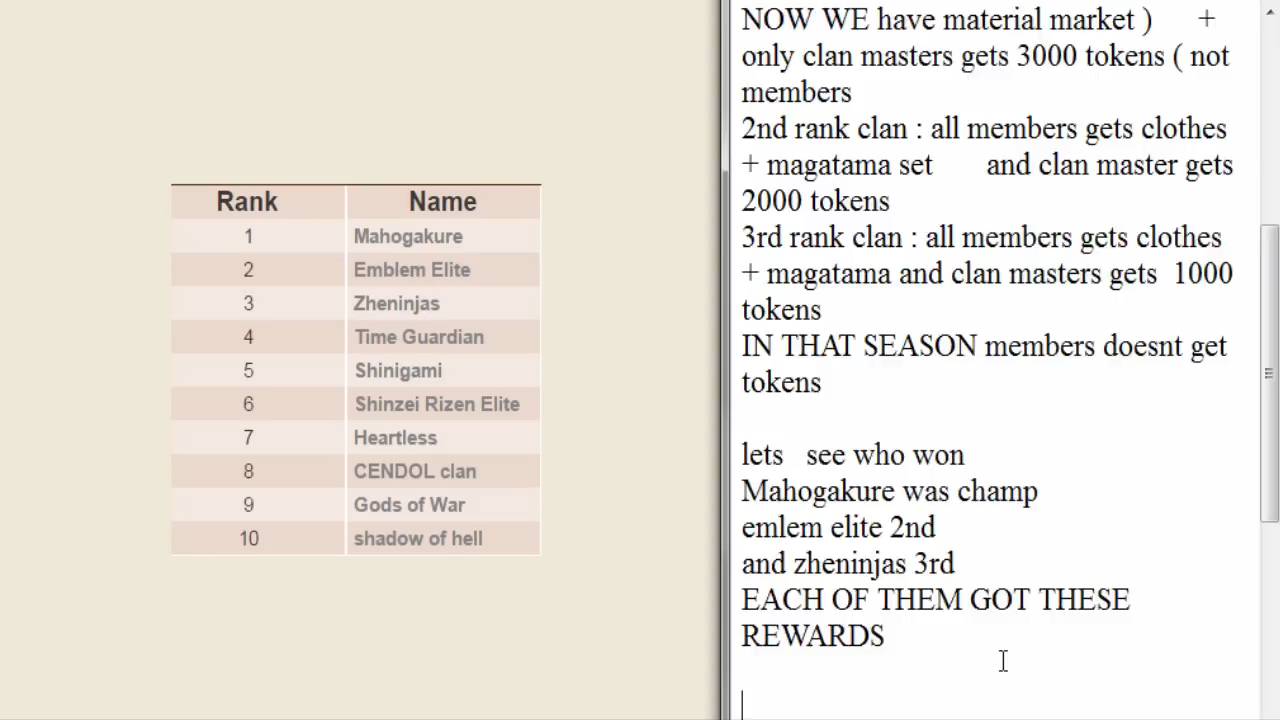 Rank Name
1 Mahogakure
2 Emblem Elite
3 Zheninjas
4 Time Guardian
5 Shinigami
6 Shinzei Rizen Elite
7 Heartless
8 CENDOL clan
9 Gods of War
10 shadow of hell
NOW WE have material market ) +
only clan masters gets 3000 tokens ( not
members
2nd rank clan : all members gets clothes
+ magatama set and clan master gets
2000 tokens
3rd rank clan : all members gets clothes
+ magatama and clan masters gets 1000
tokens
IN THAT SEASON members doesnt get
tokens
lets see who won
Mahogakure was champ
emlem elite 2nd
and zheninjas 3rd
EACH OF THEM GOT THESE
REWARDS